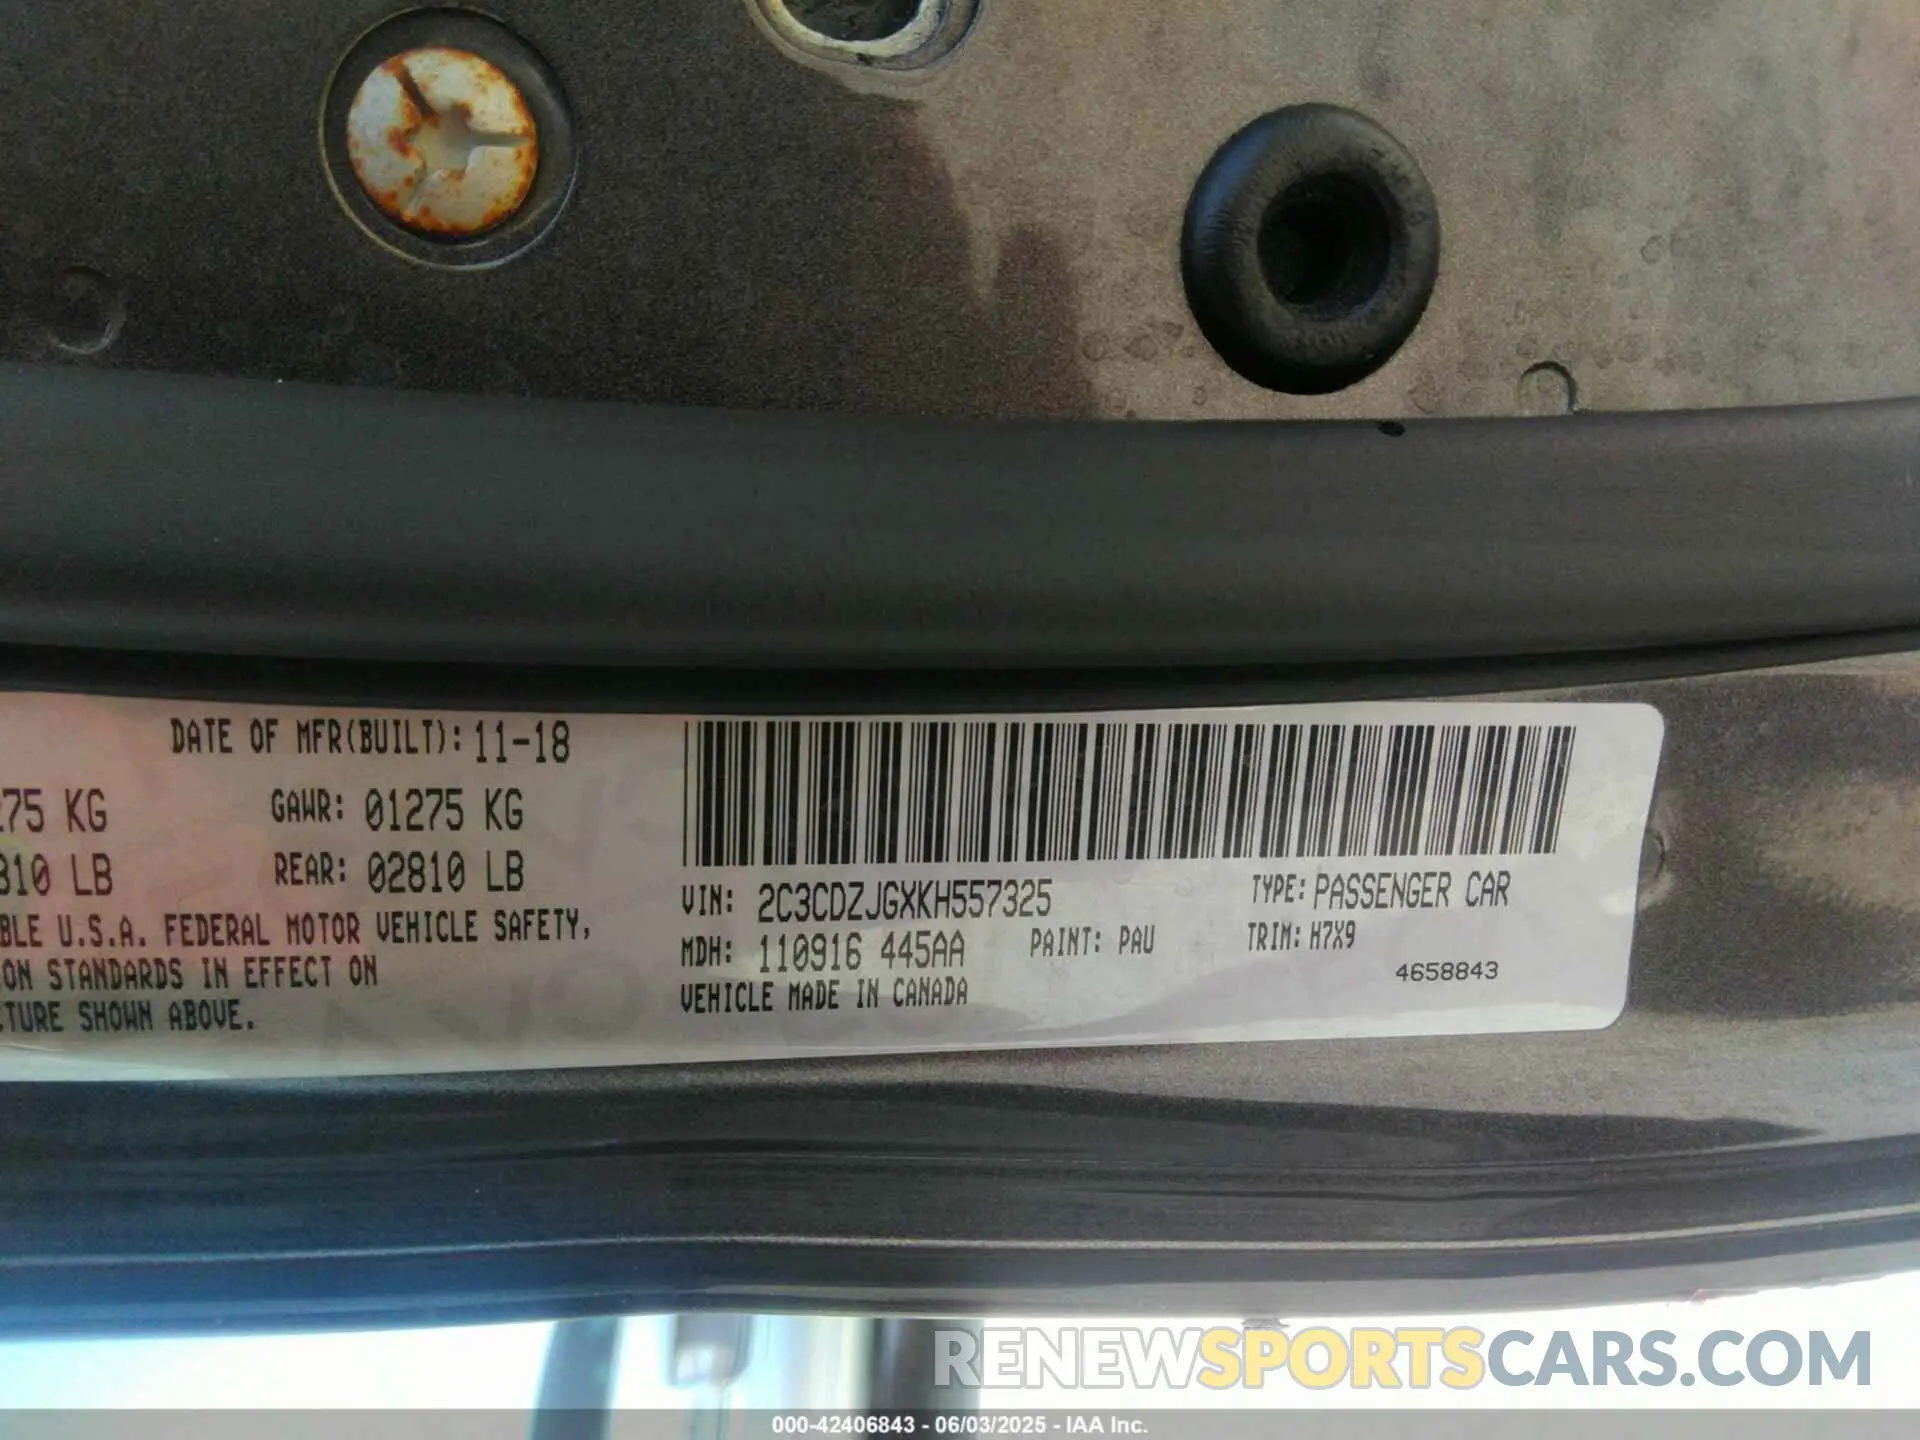 DATE OF MFR(BUILT): 11-18
275 KG GAWR: 01275 KG
810 LB REAR: 02810 LB
BLE U.S.A. FEDERAL MOTOR VEHICLE SAFETY,
ON STANDARDS IN EFFECT ON
CTURE SHOWN ABOVE.
VIN: 2C3CDZJGXKH557325 TYPE: PASSENGER CAR
MDH: 110916 445AA PAINT: PAU TRIM: H7X9
4658843
VEHICLE MADE IN CANADA
RENEWSPORTSCARS.COM
000-42406843 - 06/03/2025 - IAA Inc.